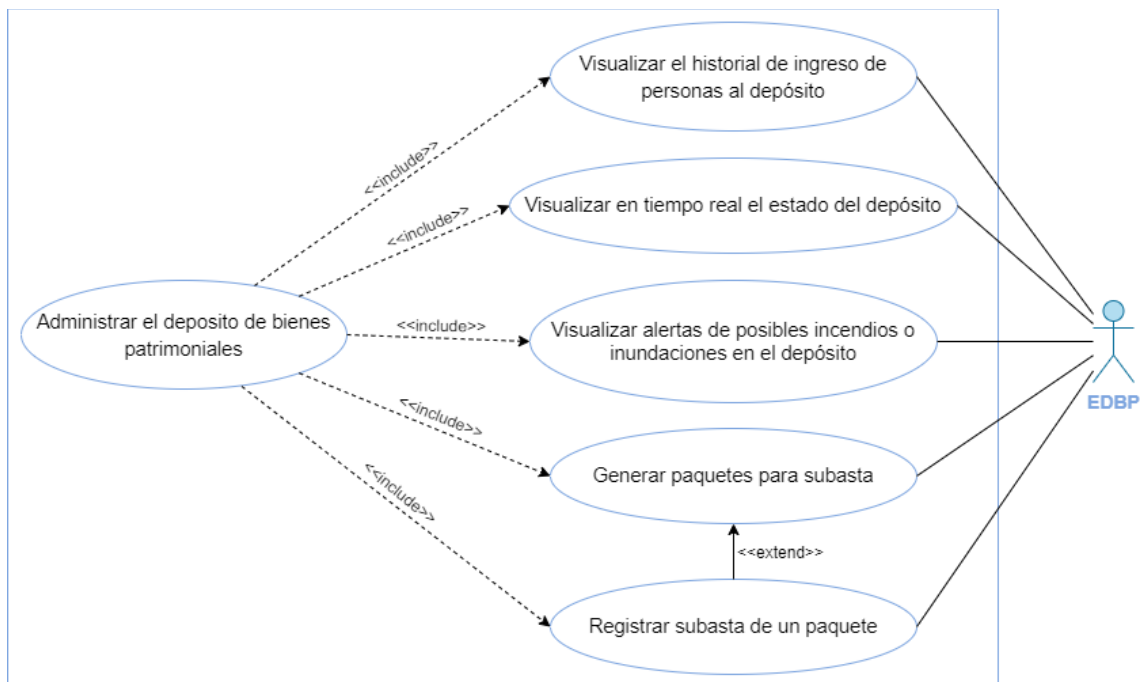 Visualizar el historial de ingreso de
personas al depósito
<<include>>
Visualizar en tiempo real el estado del depósito
<<include>>
Administrar el deposito de bienes
patrimoniales
<<include>>
Visualizar alertas de posibles incendios o
inundaciones en el depósito
EDBP
<<include>>
Generar paquetes para subasta
<<include>>
<<extend>>
Registrar subasta de un paquete